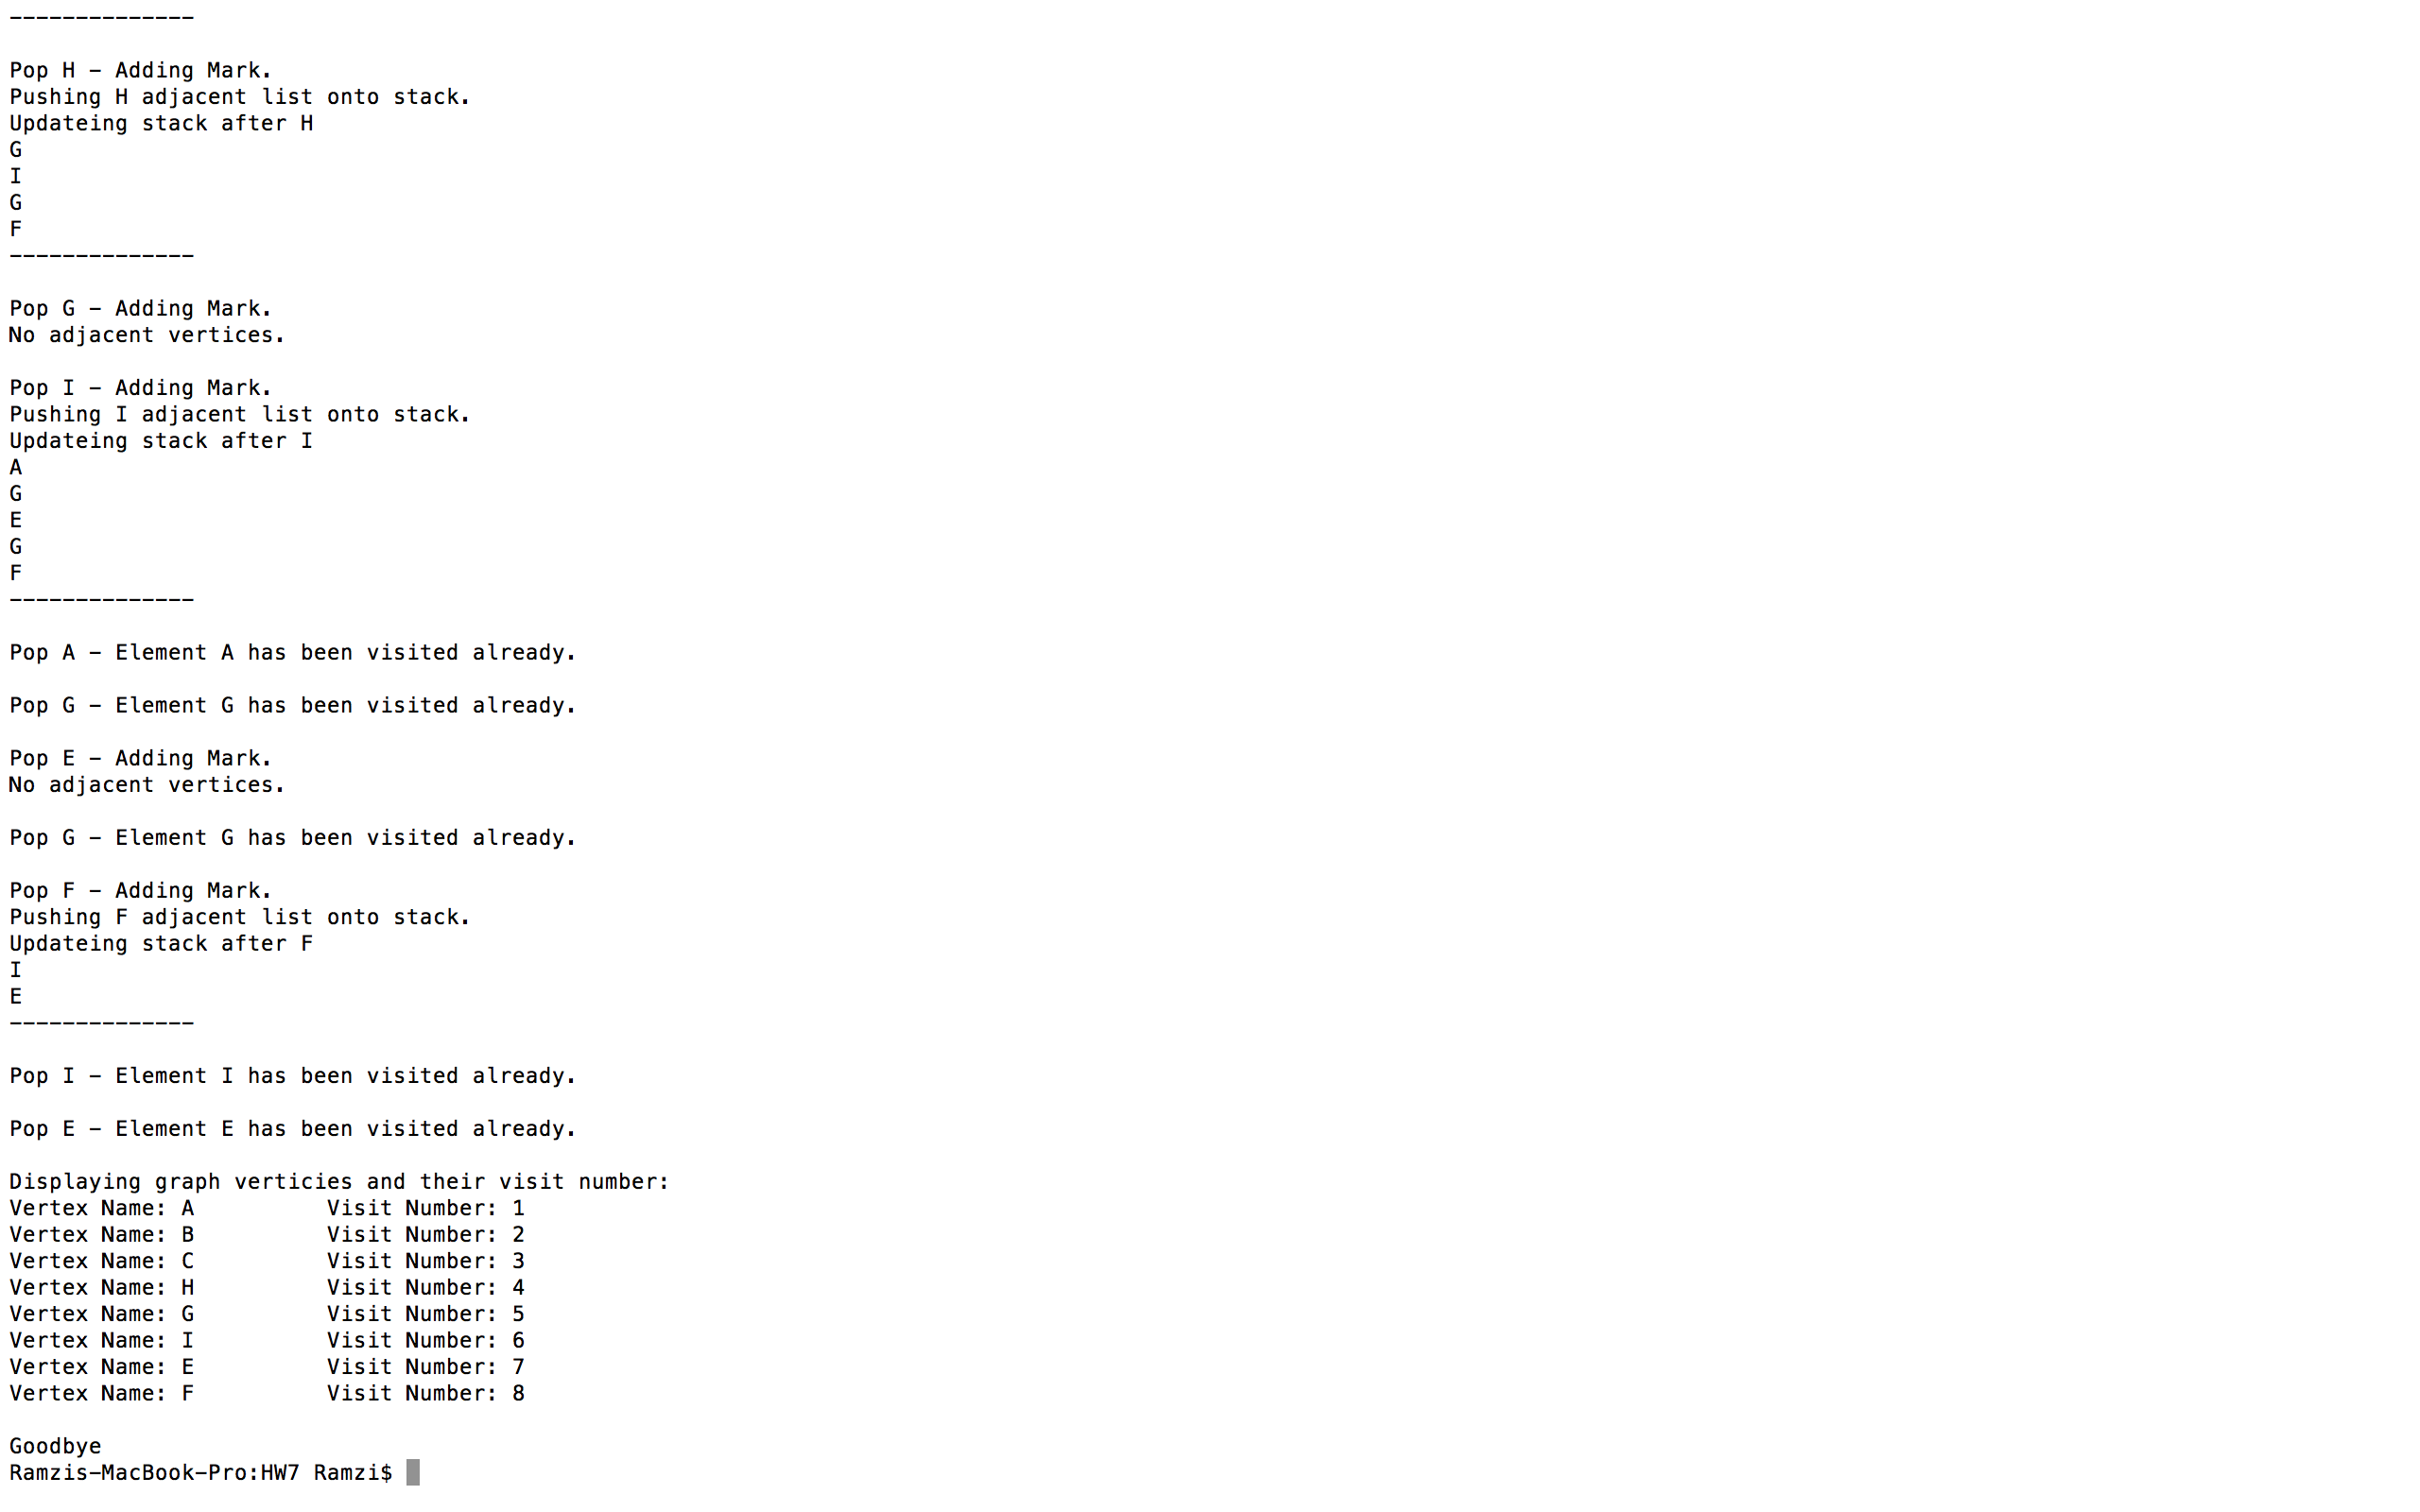 --------------
Pop H - Adding Mark.
Pushing H adjacent list onto stack.
Updateing stack after H
G
I
G
F
--------------
Pop G - Adding Mark.
No adjacent vertices.
Pop I - Adding Mark.
Pushing I adjacent list onto stack.
Updateing stack after I
A
G
E
G
F
--------------
Pop A - Element A has been visited already.
Pop G - Element G has been visited already.
Pop E - Adding Mark.
No adjacent vertices.
Pop G - Element G has been visited already.
Pop F - Adding Mark.
Pushing F adjacent list onto stack.
Updateing stack after F
I
E
--------------
Pop I - Element I has been visited already.
Pop E - Element E has been visited already.
Displaying graph verticies and their visit number:
Vertex Name: A          Visit Number: 1
Vertex Name: B          Visit Number: 2
Vertex Name: C          Visit Number: 3
Vertex Name: H          Visit Number: 4
Vertex Name: G          Visit Number: 5
Vertex Name: I          Visit Number: 6
Vertex Name: E          Visit Number: 7
Vertex Name: F          Visit Number: 8
Goodbye
Ramzis-MacBook-Pro:HW7 Ramzi$